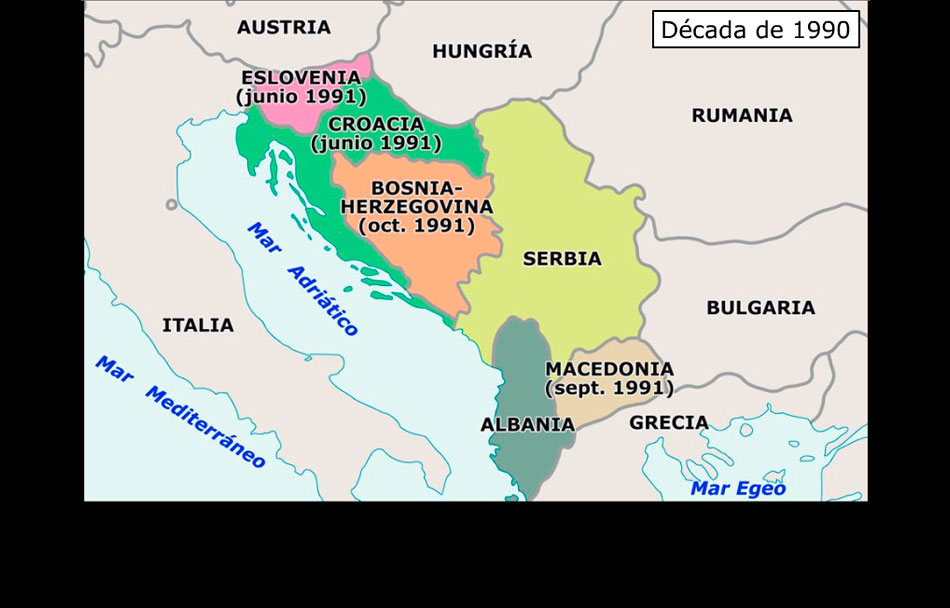 Década de 1990
AUSTRIA
HUNGRÍA
ESLOVENIA
(junio 1991)
CROACIA
(junio 1991)
RUMANIA
BOSNIA-
HERZEGOVINA
(oct. 1991)
SERBIA
Mar Adriático
ITALIA
BULGARIA
Mar Mediterráneo
MACEDONIA
(sept. 1991)
ALBANIA
GRECIA
Mar Egeo